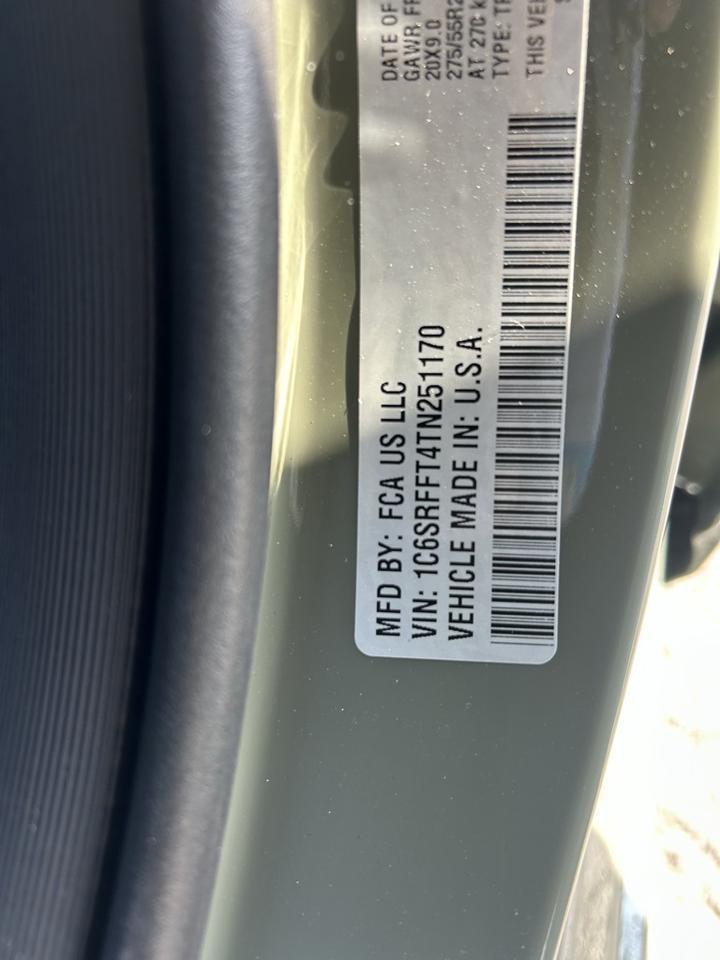 MFD BY: FCA US LLC
VIN: 1C6SRFFT4TN251170
VEHICLE MADE IN: U.S.A.
DATE OF
GAWR
20X9.0
275/55R2
AT 270
TYPE:
THIS